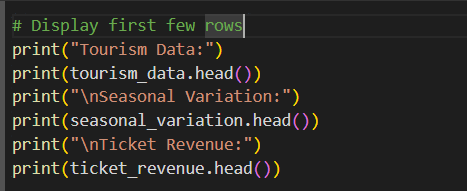 # Display first few rows
print("Tourism Data:")
print(tourism_data.head())
print("\nSeasonal Variation:")
print(seasonal_variation.head())
print("\nTicket Revenue:")
print(ticket_revenue.head())